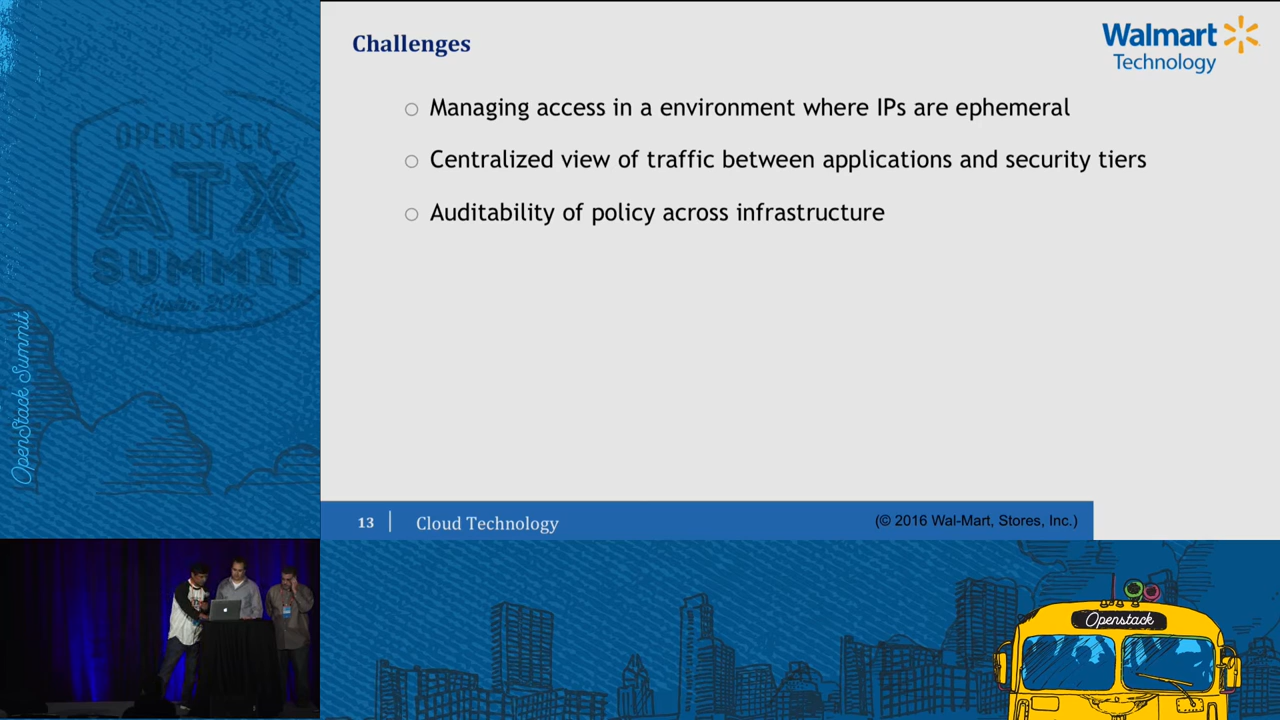 Challenges
Walmart
Technology
○ Managing access in a environment where IPs are ephemeral
○ Centralized view of traffic between applications and security tiers
○ Auditability of policy across infrastructure
13
Cloud Technology
(© 2016 Wal-Mart, Stores, Inc.)
OPENSTACK
ATX
SUMMIT
Austin 2016
OpenStack Summit
Openstack